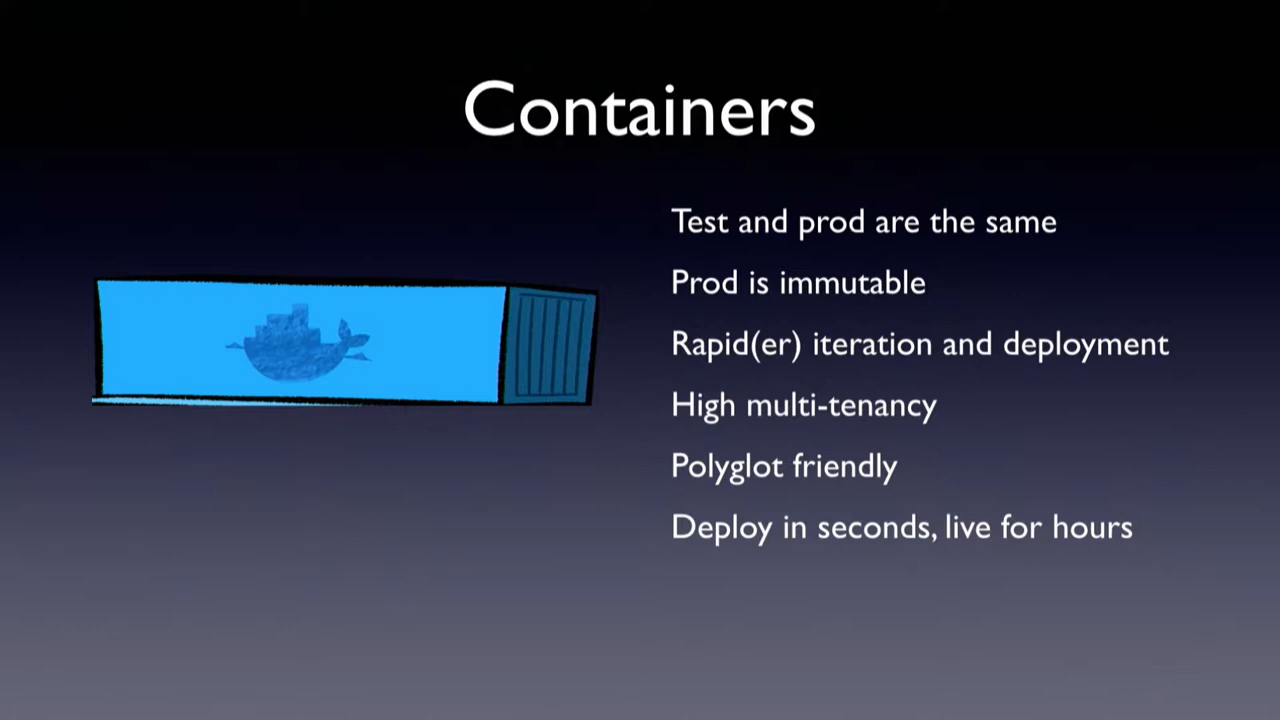 Containers
Test and prod are the same
Prod is immutable
Rapid(er) iteration and deployment
High multi-tenancy
Polyglot friendly
Deploy in seconds, live for hours